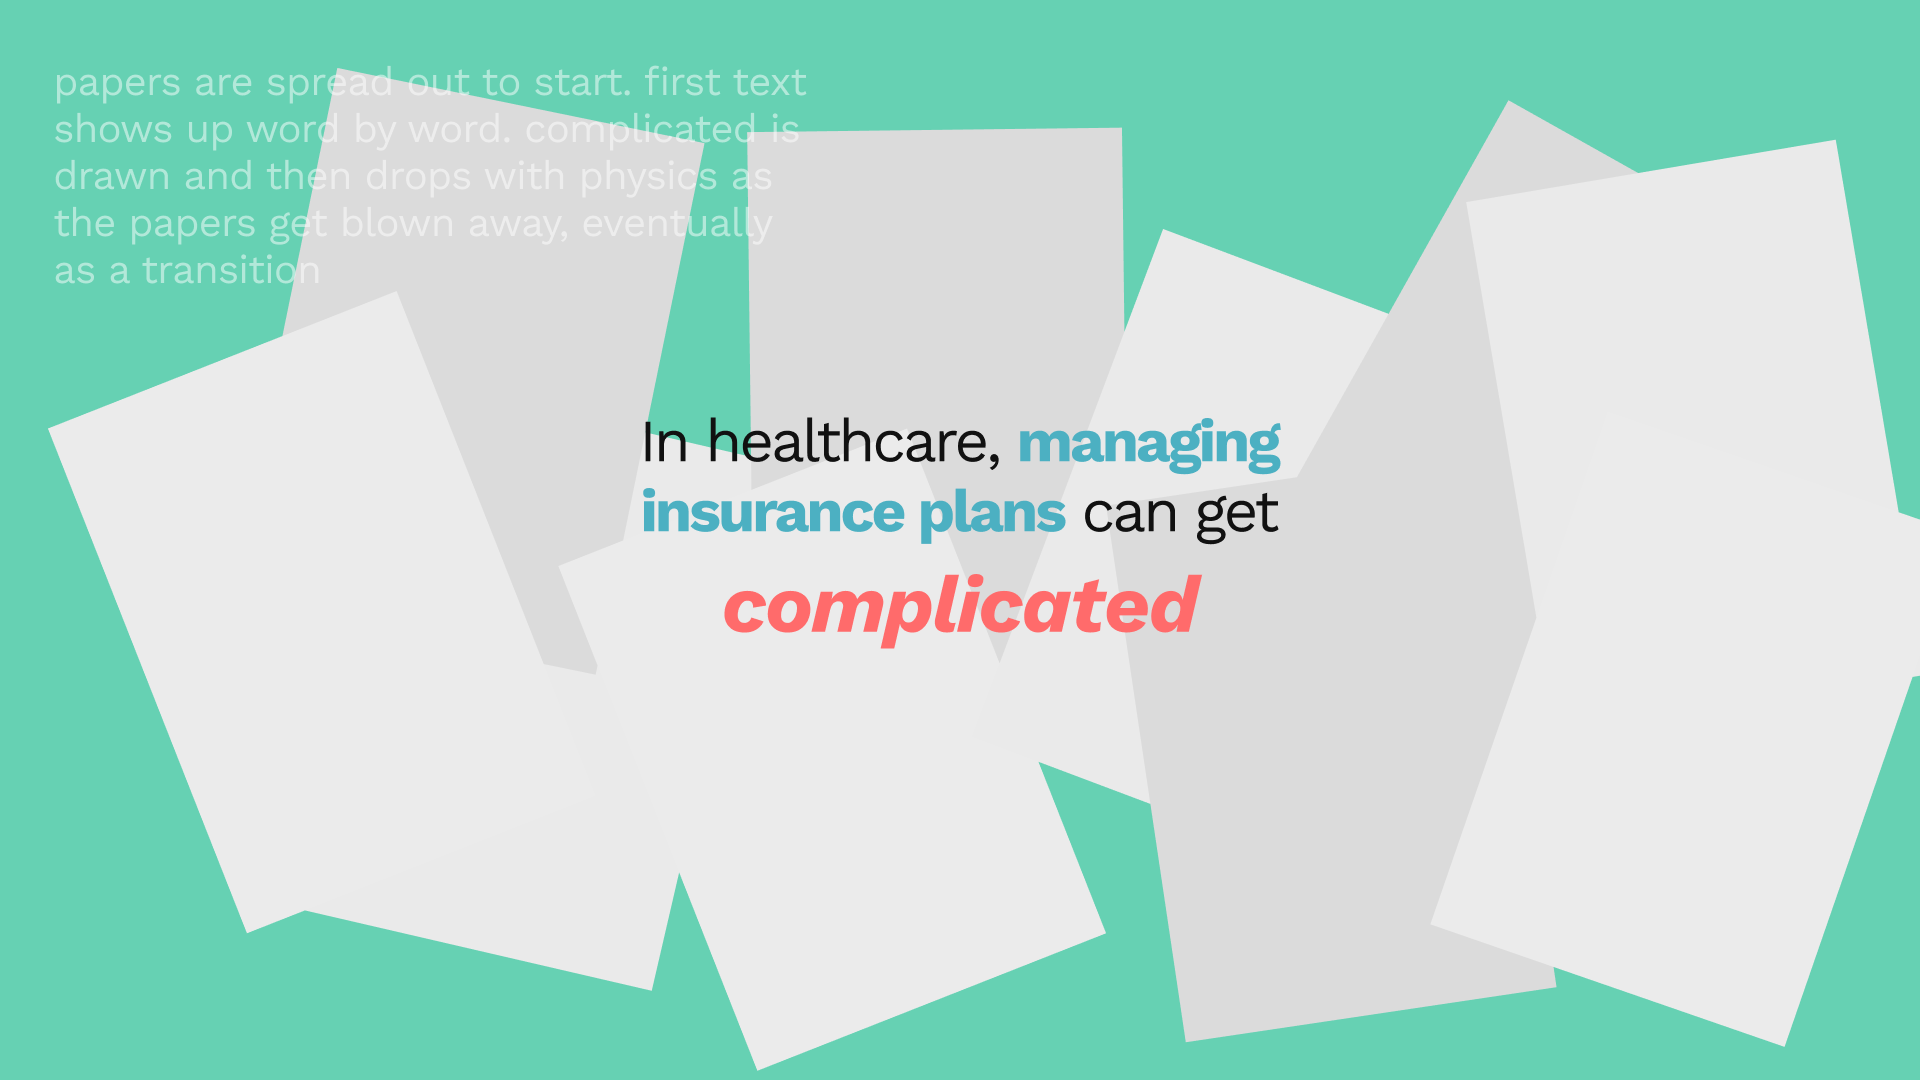 papers are spread out to start. first text
shows up word by word. complicated is
drawn and then drops with physics as
the papers get blown away, eventually
as a transition
In healthcare, managing
insurance plans can get
complicated